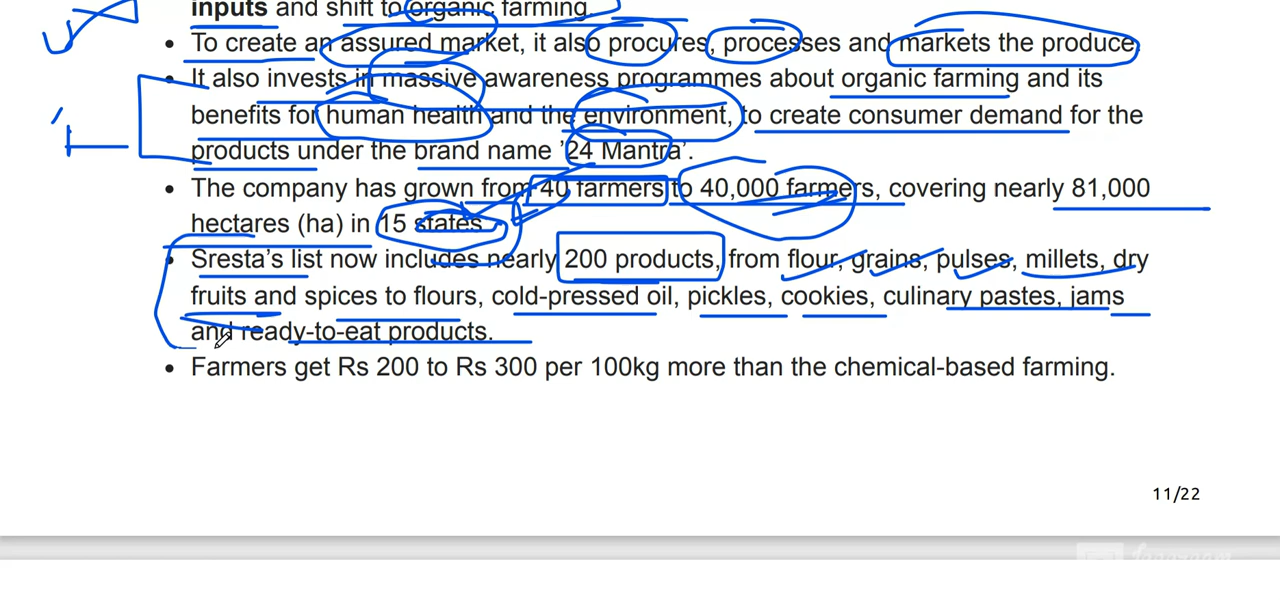 inputs and shift to organic farming.
• To create an assured market, it also procures, processes and markets the produce.
• It also invests in massive awareness programmes about organic farming and its
benefits for human health and the environment, to create consumer demand for the
products under the brand name '24 Mantra'.
• The company has grown from 40 farmers to 40,000 farmers, covering nearly 81,000
hectares (ha) in 15 states.
• Sresta's list now includes nearly 200 products, from flour, grains, pulses, millets, dry
fruits and spices to flours, cold-pressed oil, pickles, cookies, culinary pastes, jams
and ready-to-eat products.
• Farmers get Rs 200 to Rs 300 per 100kg more than the chemical-based farming.
11/22